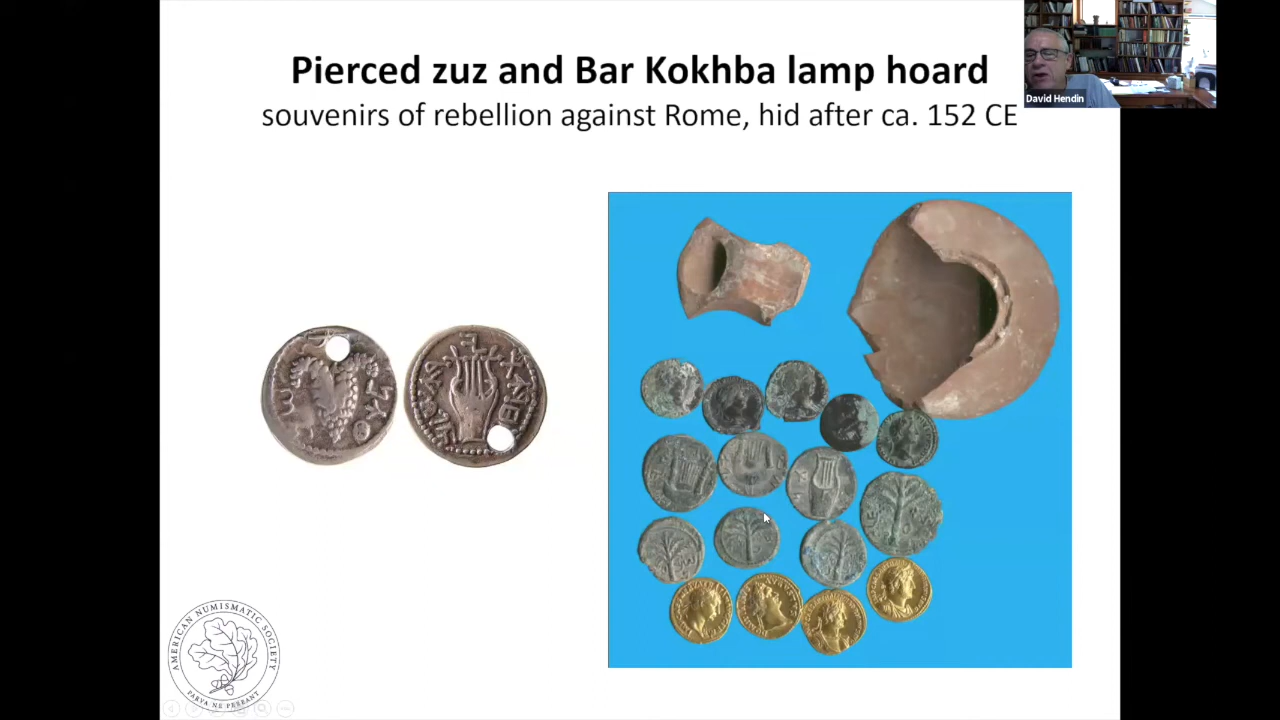 Pierced zuz and Bar Kokhba lamp hoard
souvenirs of rebellion against Rome, hid after ca. 152 CE
David Hendin
AMERICAN NUMISMATIC SOCIETY
PARVA NE PEREANT